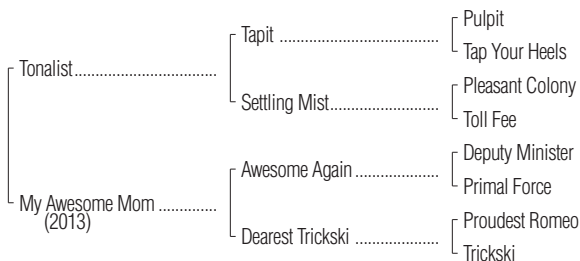 Pulpit
Tapit
Tap Your Heels
Tonalist
Pleasant Colony
Settling Mist
Toll Fee
Deputy Minister
Awesome Again
Primal Force
My Awesome Mom
(2013)
Proudest Romeo
Dearest Trickski
Trickski